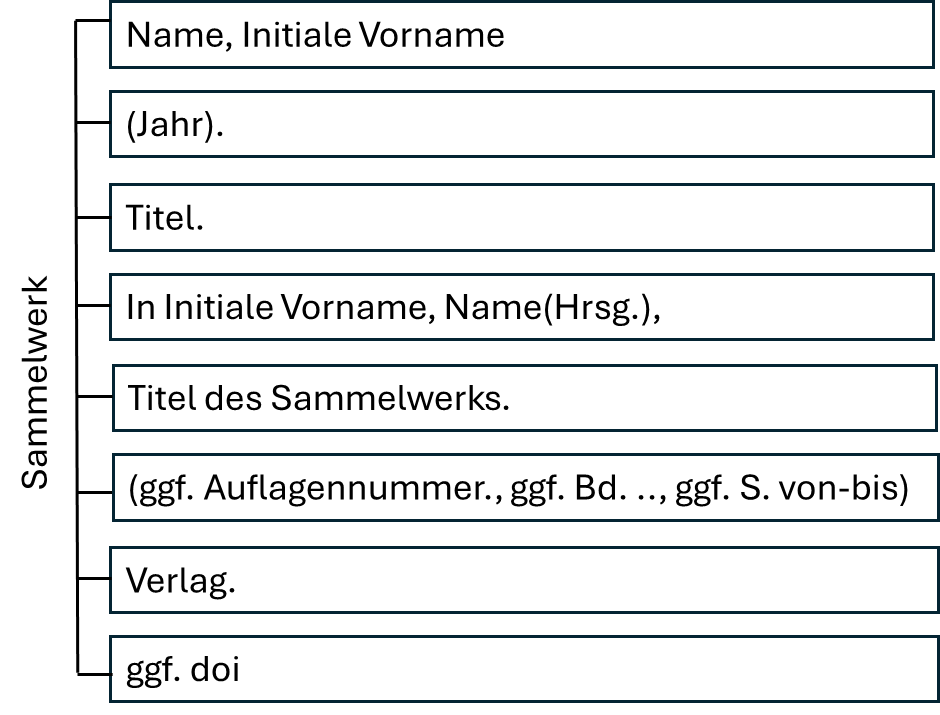 Sammelwerk
Name, Initiale Vorname
(Jahr).
Titel.
In Initiale Vorname, Name(Hrsg.),
Titel des Sammelwerks.
(ggf. Auflagennummer., ggf. Bd. .., ggf. S. von-bis)
Verlag.
ggf. doi